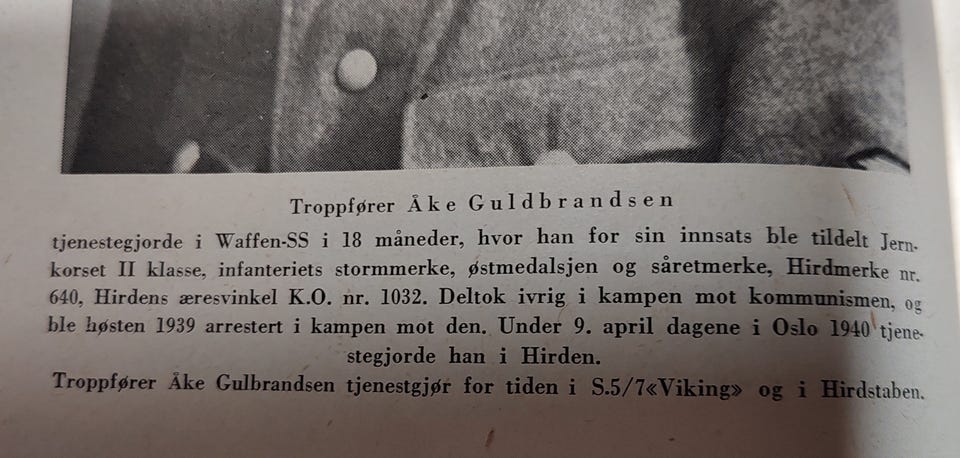 Troppfører Åke Guldbrandsen
tjenestegjorde i Waffen-SS i 18 måneder, hvor han for sin innsats ble tildelt Jern-
korset II klasse, infanteriets stormmerke, østmedalsjen og såretmerke, Hirdmerke nr.
640, Hirdens æresvinkel K.O. nr. 1032. Deltok ivrig i kampen mot kommunismen, og
ble høsten 1939 arrestert i kampen mot den. Under 9. april dagene i Oslo 1940 tjene-
stegjorde han i Hirden.
Troppfører Åke Gulbrandsen tjenestgjør for tiden i S.5/7«Viking» og i Hirdstaben.